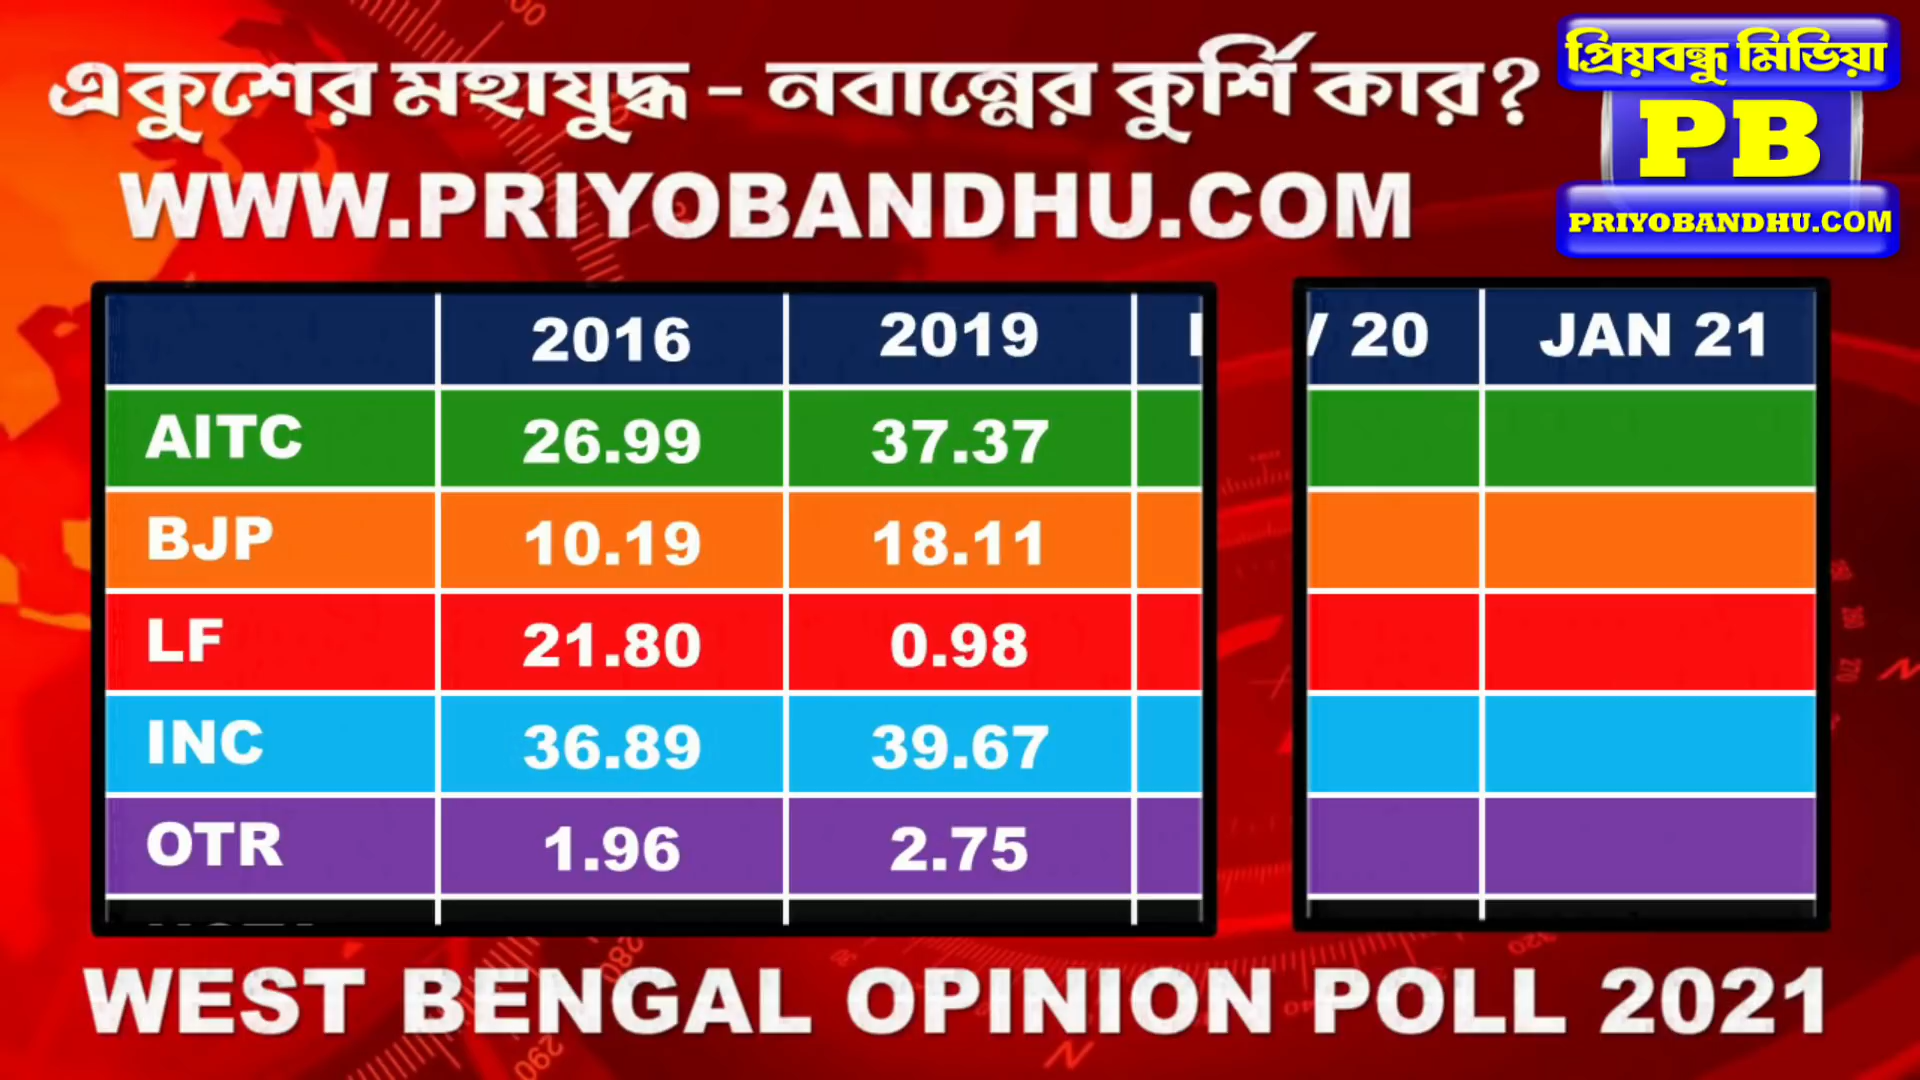 একুশের মহাযুদ্ধ - নবান্নের কুর্শি কার?
WWW.PRIYOBANDHU.COM
প্রিয়বন্ধু মিডিয়া
PB
PRIYOBANDHU.COM
2016 2019 V 20 JAN 21
AITC 26.99 37.37
BJP 10.19 18.11
LF 21.80 0.98
INC 36.89 39.67
OTR 1.96 2.75
WEST BENGAL OPINION POLL 2021